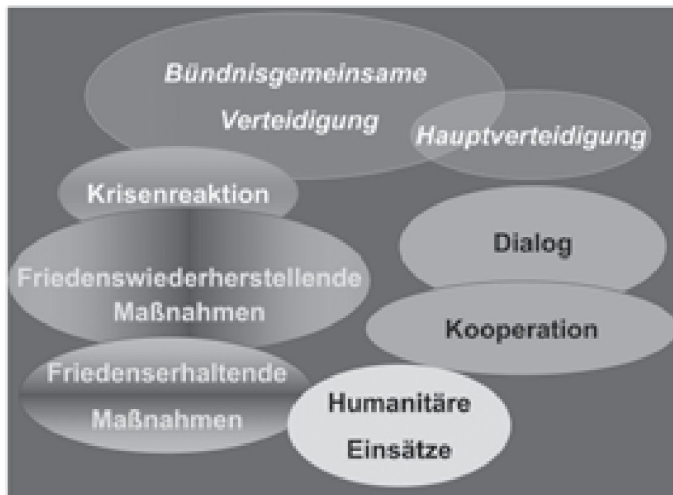 Bündnisgemeinsame
Verteidigung
Hauptverteidigung
Krisenreaktion
Friedenswiederherstellende
Maßnahmen
Friedenserhaltende
Maßnahmen
Dialog
Kooperation
Humanitäre
Einsätze